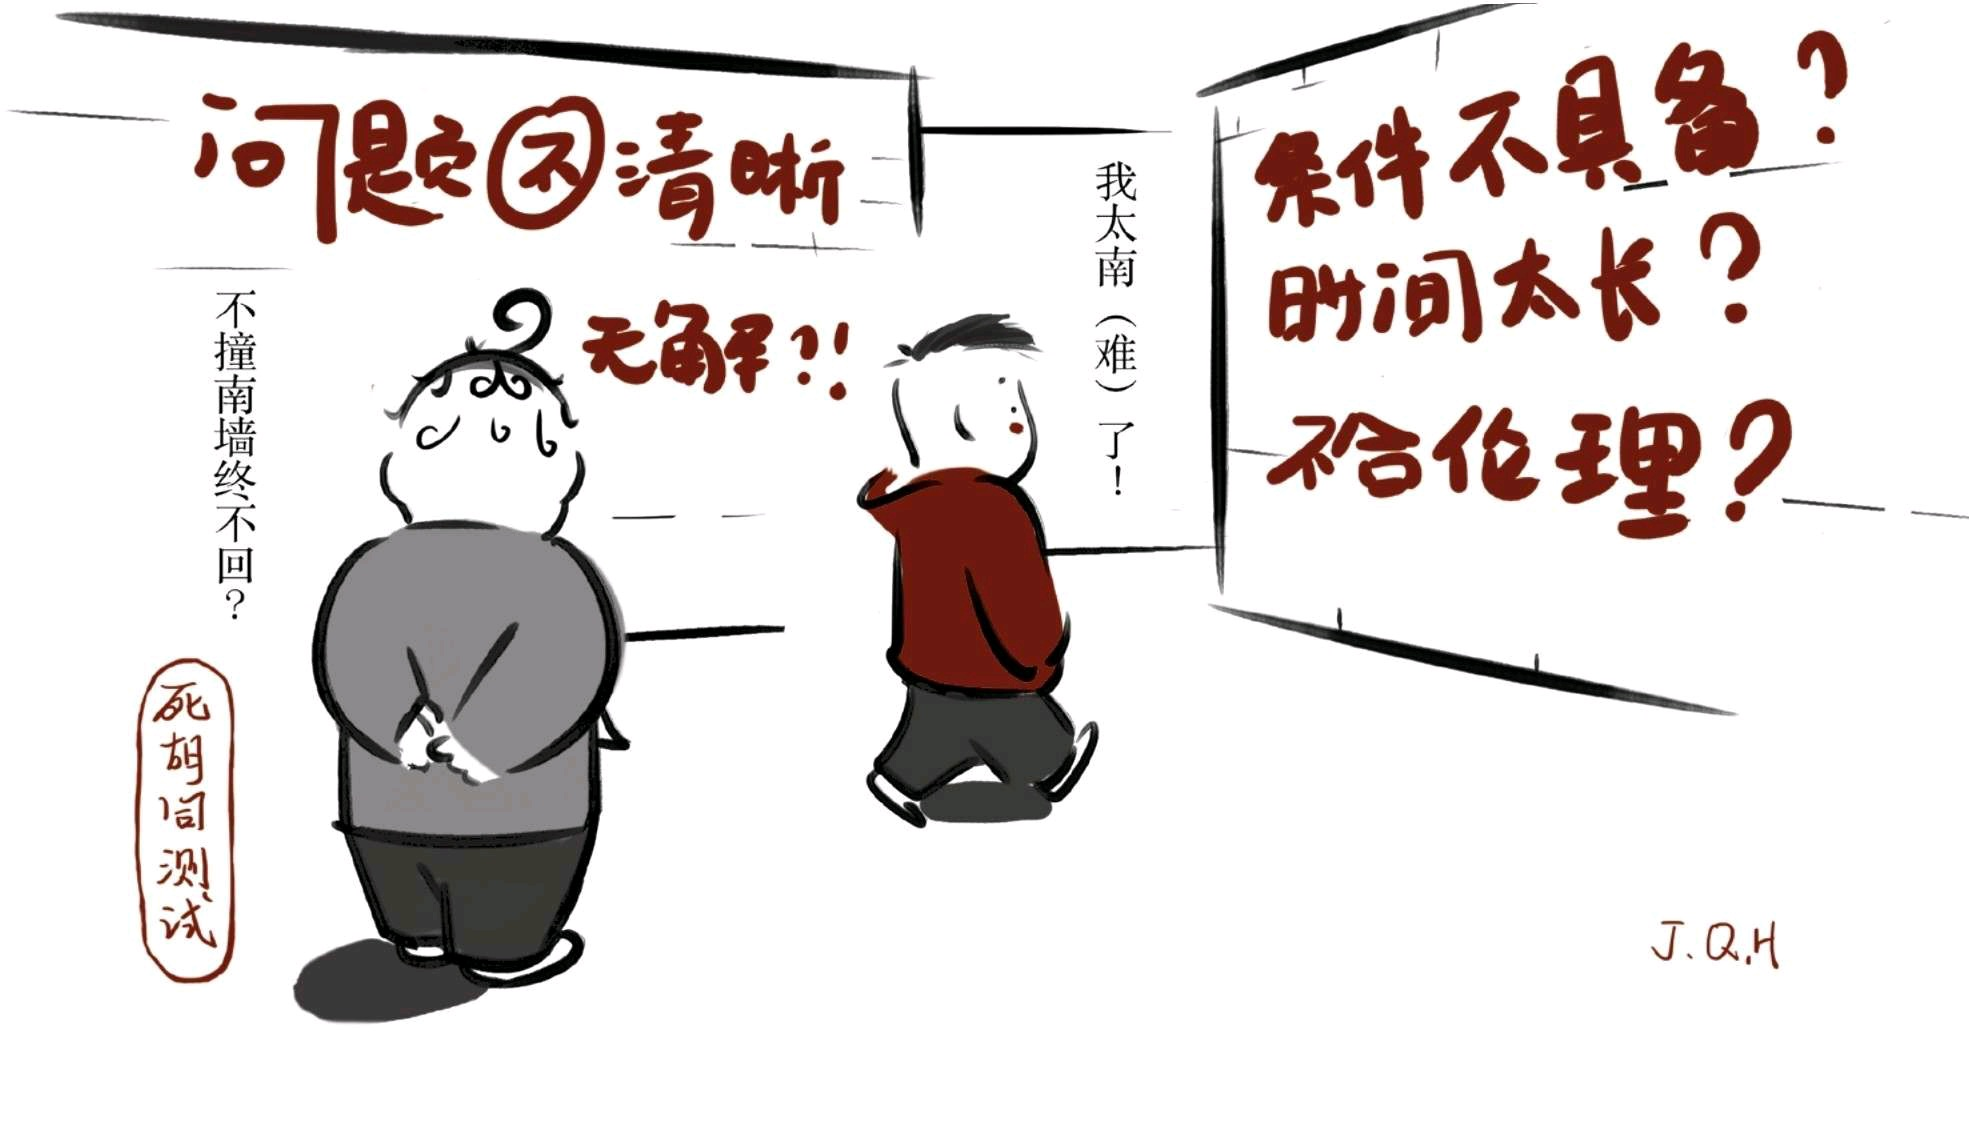 问题不清晰
无解？！
不撞南墙终不回？
死胡同测试
我太南（难）了！
条件不具备？
时间太长？
不合伦理？
J.Q.H